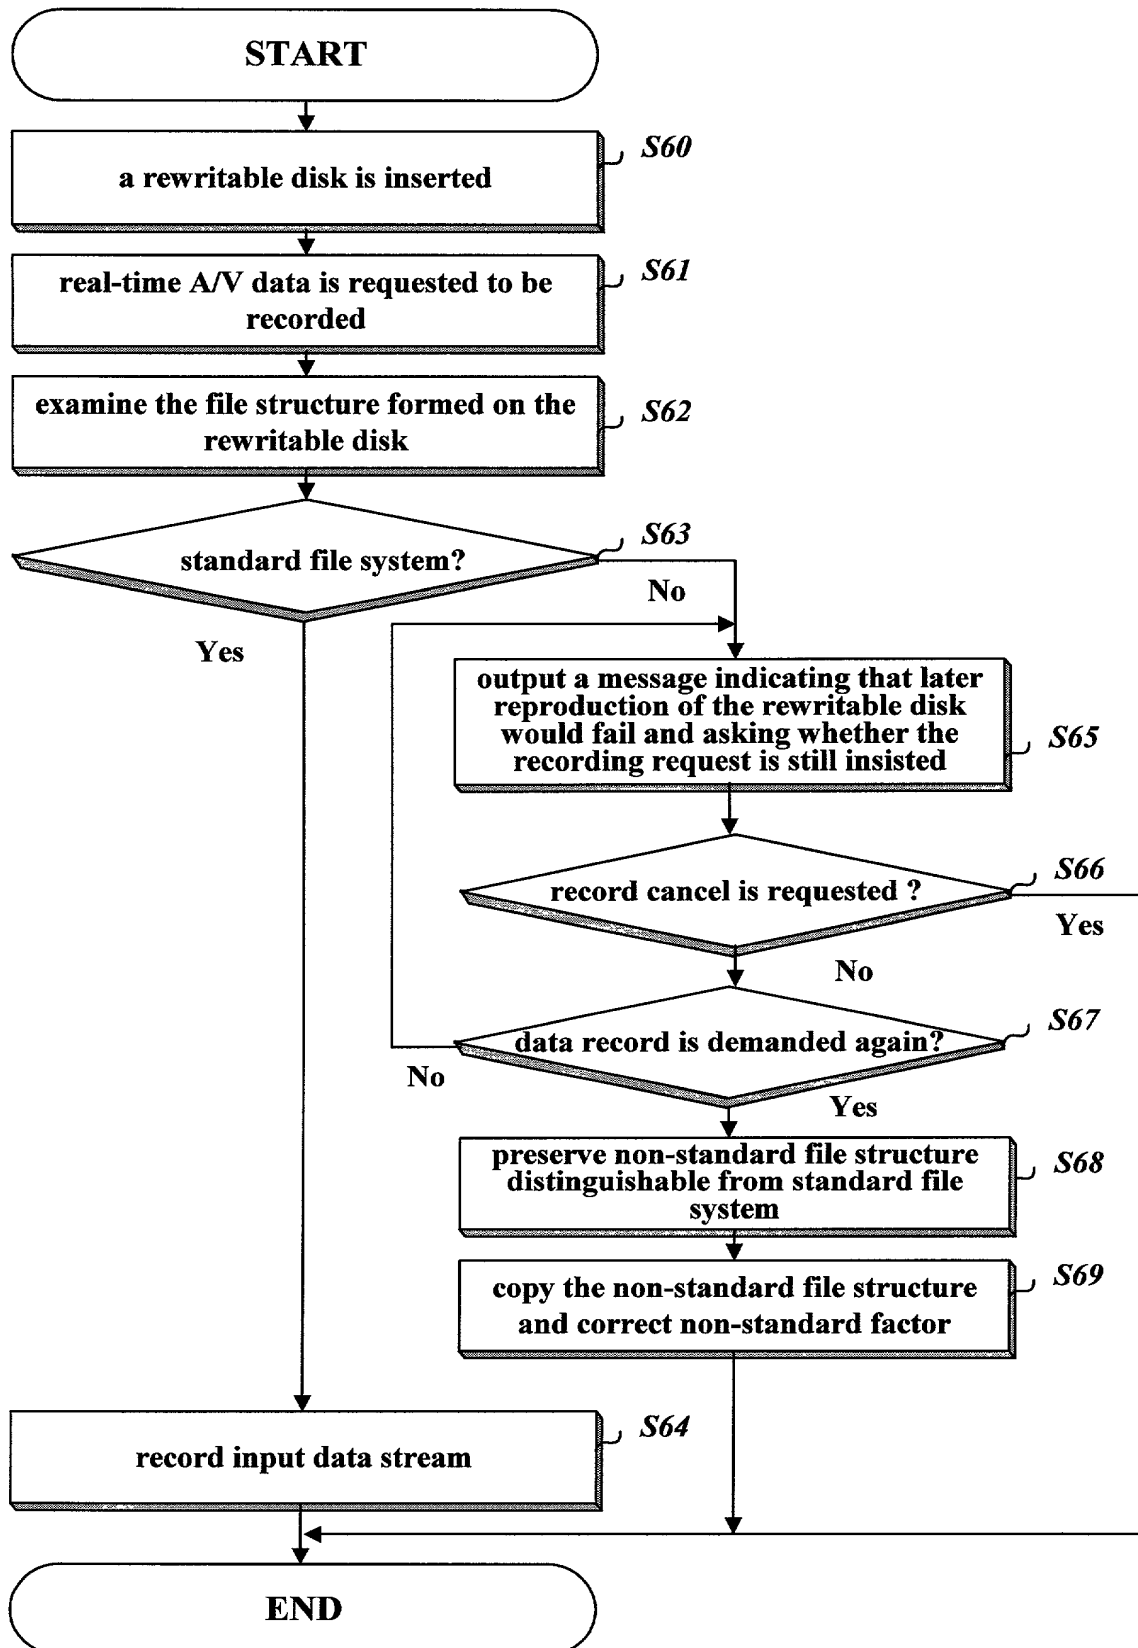 START
a rewritable disk is inserted
S60
real-time A/V data is requested to be
recorded
S61
examine the file structure formed on the
rewritable disk
S62
standard file system?
S63
No
Yes
output a message indicating that later
reproduction of the rewritable disk
would fail and asking whether the
recording request is still insisted
S65
record cancel is requested ?
S66
Yes
No
data record is demanded again?
S67
No
Yes
preserve non-standard file structure
distinguishable from standard file
system
S68
copy the non-standard file structure
and correct non-standard factor
S69
record input data stream
S64
END